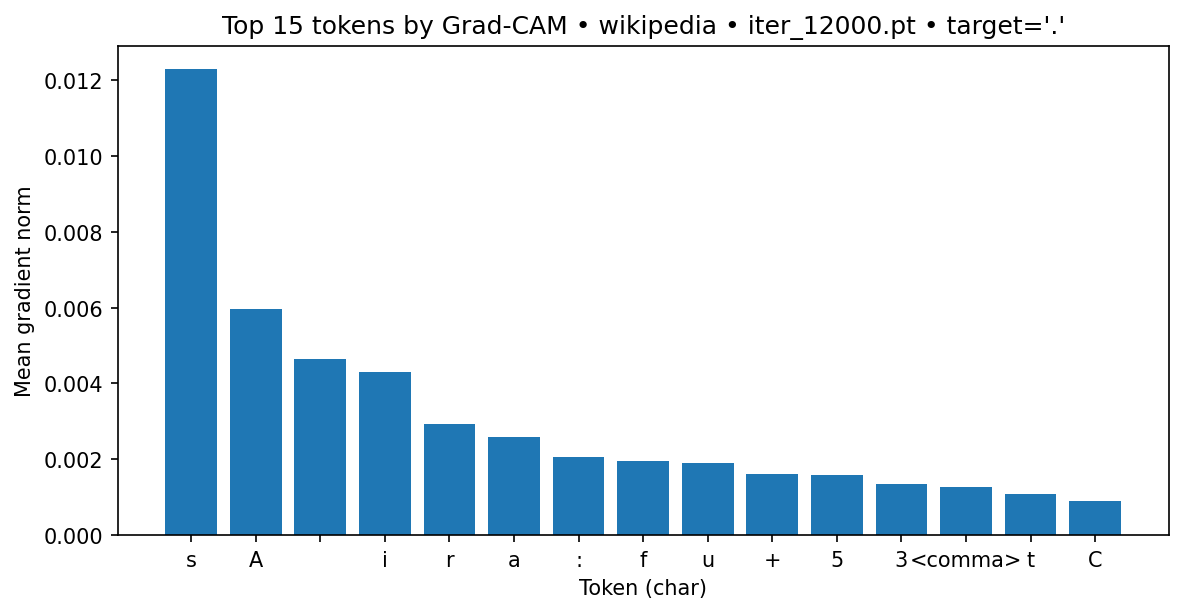 Top 15 tokens by Grad-CAM • wikipedia • iter_12000.pt • target='.'
Mean gradient norm
0.012
0.010
0.008
0.006
0.004
0.002
0.000
s A i r a : f u + 5 3 <comma> t C
Token (char)